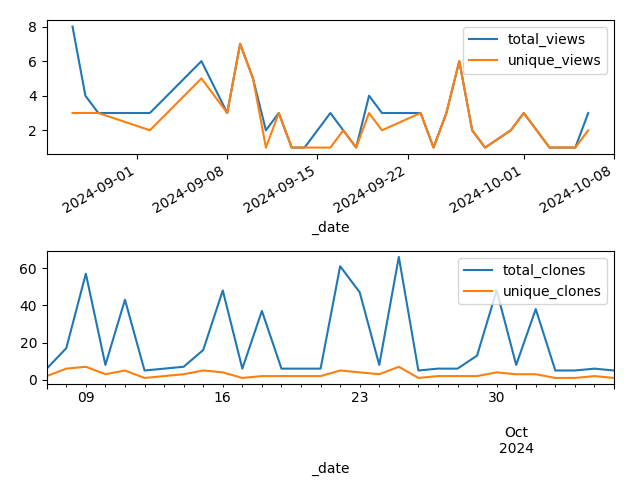 8
6
4
2
total_views
unique_views
2024-09-01
2024-09-08
2024-09-15
2024-09-22
2024-10-01
2024-10-08
_date
60
40
20
0
total_clones
unique_clones
09
16
23
30
Oct
2024
_date